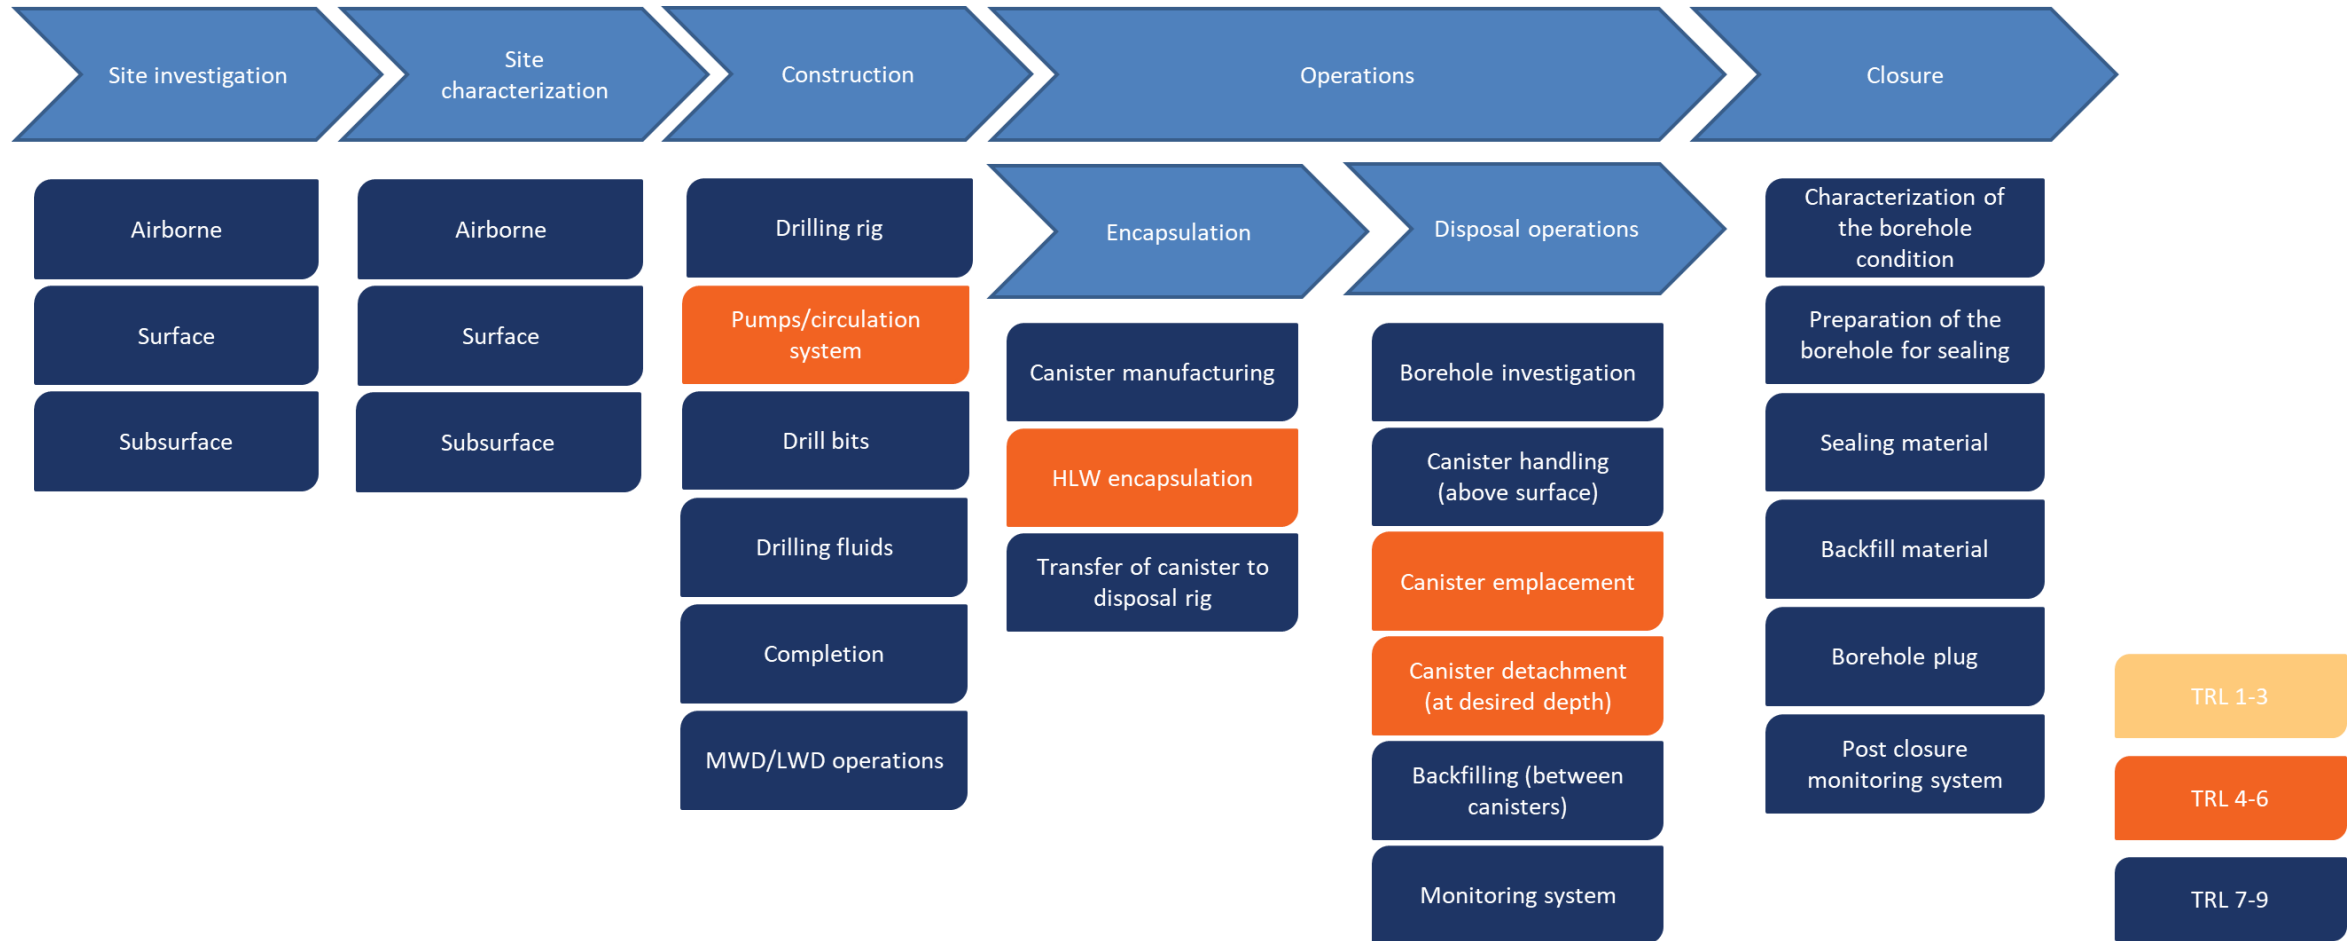 Site investigation
Site
characterization
Construction
Operations
Closure
Airborne
Surface
Subsurface
Airborne
Surface
Subsurface
Drilling rig
Pumps/circulation
system
Drill bits
Drilling fluids
Completion
MWD/LWD operations
Encapsulation
Canister manufacturing
HLW encapsulation
Transfer of canister to
disposal rig
Disposal operations
Borehole investigation
Canister handling
(above surface)
Canister emplacement
Canister detachment
(at desired depth)
Backfilling (between
canisters)
Monitoring system
Characterization of
the borehole
condition
Preparation of the
borehole for sealing
Sealing material
Backfill material
Borehole plug
Post closure
monitoring system
TRL 1-3
TRL 4-6
TRL 7-9